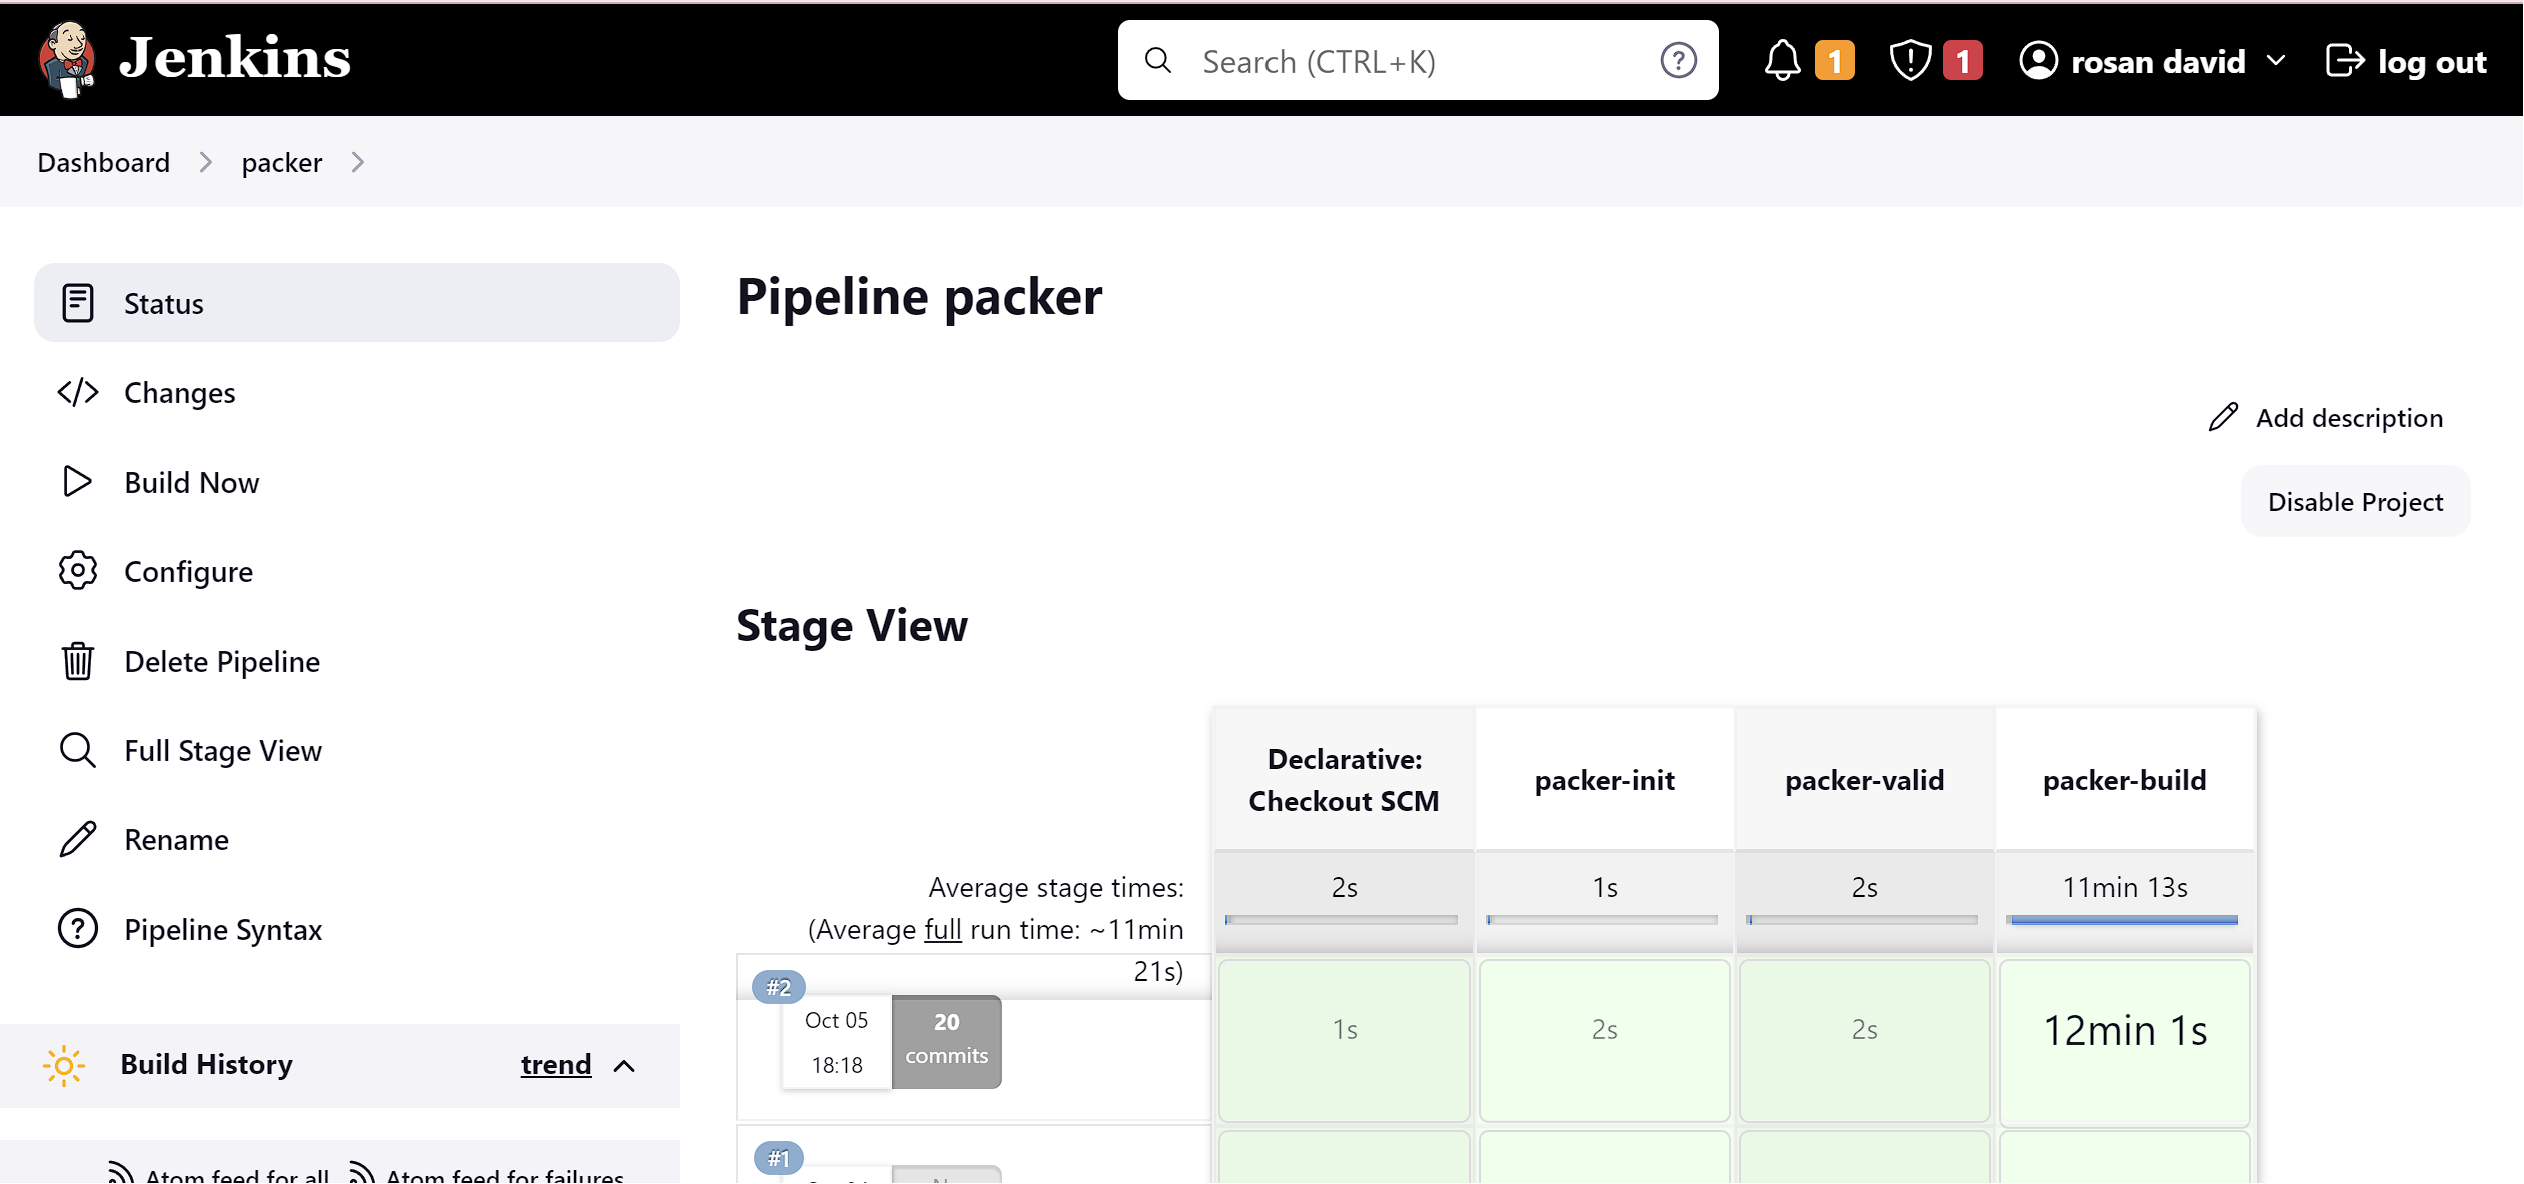 Jenkins
Search (CTRL+K)
1
1
rosan david
log out
Dashboard
packer
Status
Changes
Build Now
Configure
Delete Pipeline
Full Stage View
Rename
Pipeline Syntax
Build History
trend
Atom feed for all
Atom feed for failures
Pipeline packer
Add description
Disable Project
Stage View
Declarative:
Checkout SCM
packer-init
packer-valid
packer-build
Average stage times:
(Average full run time: ~11min
21s)
2s
1s
2s
11min 13s
#2
Oct 05
18:18
20
commits
1s
2s
2s
12min 1s
#1